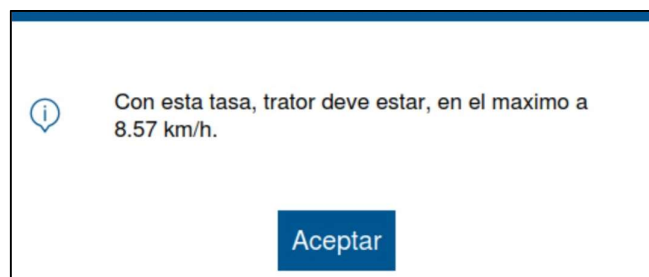 Con esta tasa, trator deve estar, en el maximo a
8.57 km/h.
Aceptar